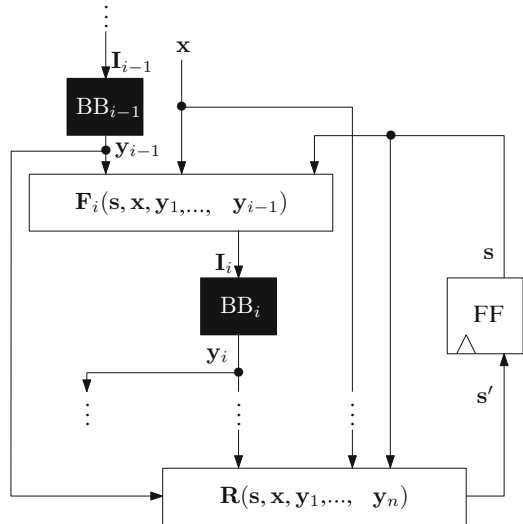 ⋮
I_{i−1}
x
BB_{i−1}
y_{i−1}
F_i(s, x, y_1,..., y_{i−1})
I_i
s
BB_i
FF
y_i
s′
⋮ ⋮ ⋮
R(s, x, y_1,..., y_n)